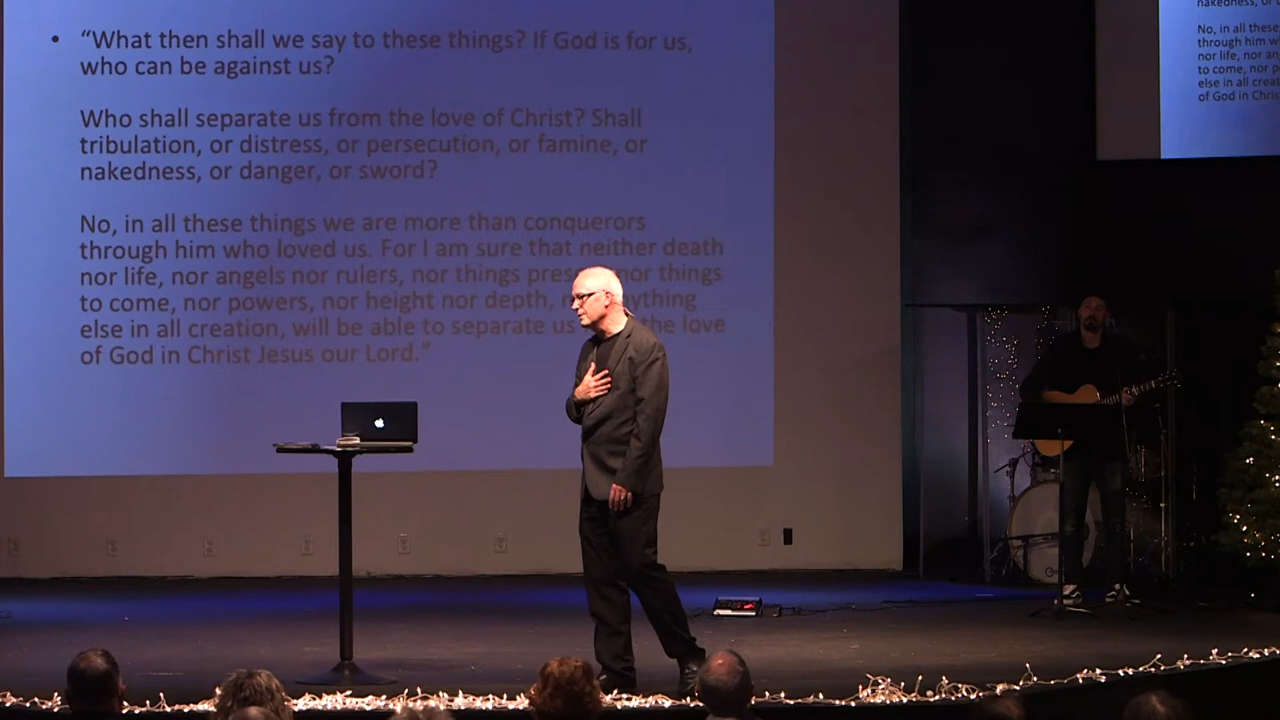 • “What then shall we say to these things? If God is for us,
who can be against us?
Who shall separate us from the love of Christ? Shall
tribulation, or distress, or persecution, or famine, or
nakedness, or danger, or sword?
No, in all these things we are more than conquerors
through him who loved us. For I am sure that neither death
nor life, nor angels nor rulers, nor things nor things
to come, nor powers, nor height nor depth,
else in all creation, will be able to separate us the love
of God in Christ Jesus our Lord.”
nakedness, or
No, in all these
through him
nor life, nor
to come, nor
else in all
of God in